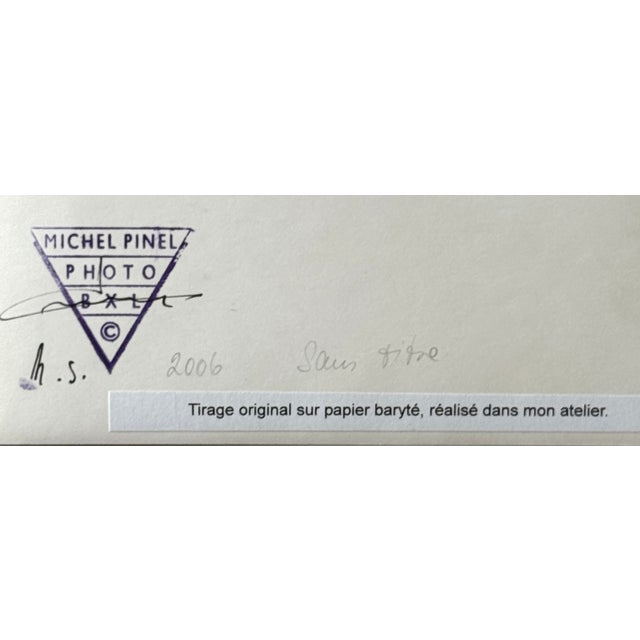 MICHEL PINEL
PHOTO
BXL
©
h.s. 2006 Sans titre
Tirage original sur papier baryté, réalisé dans mon atelier.